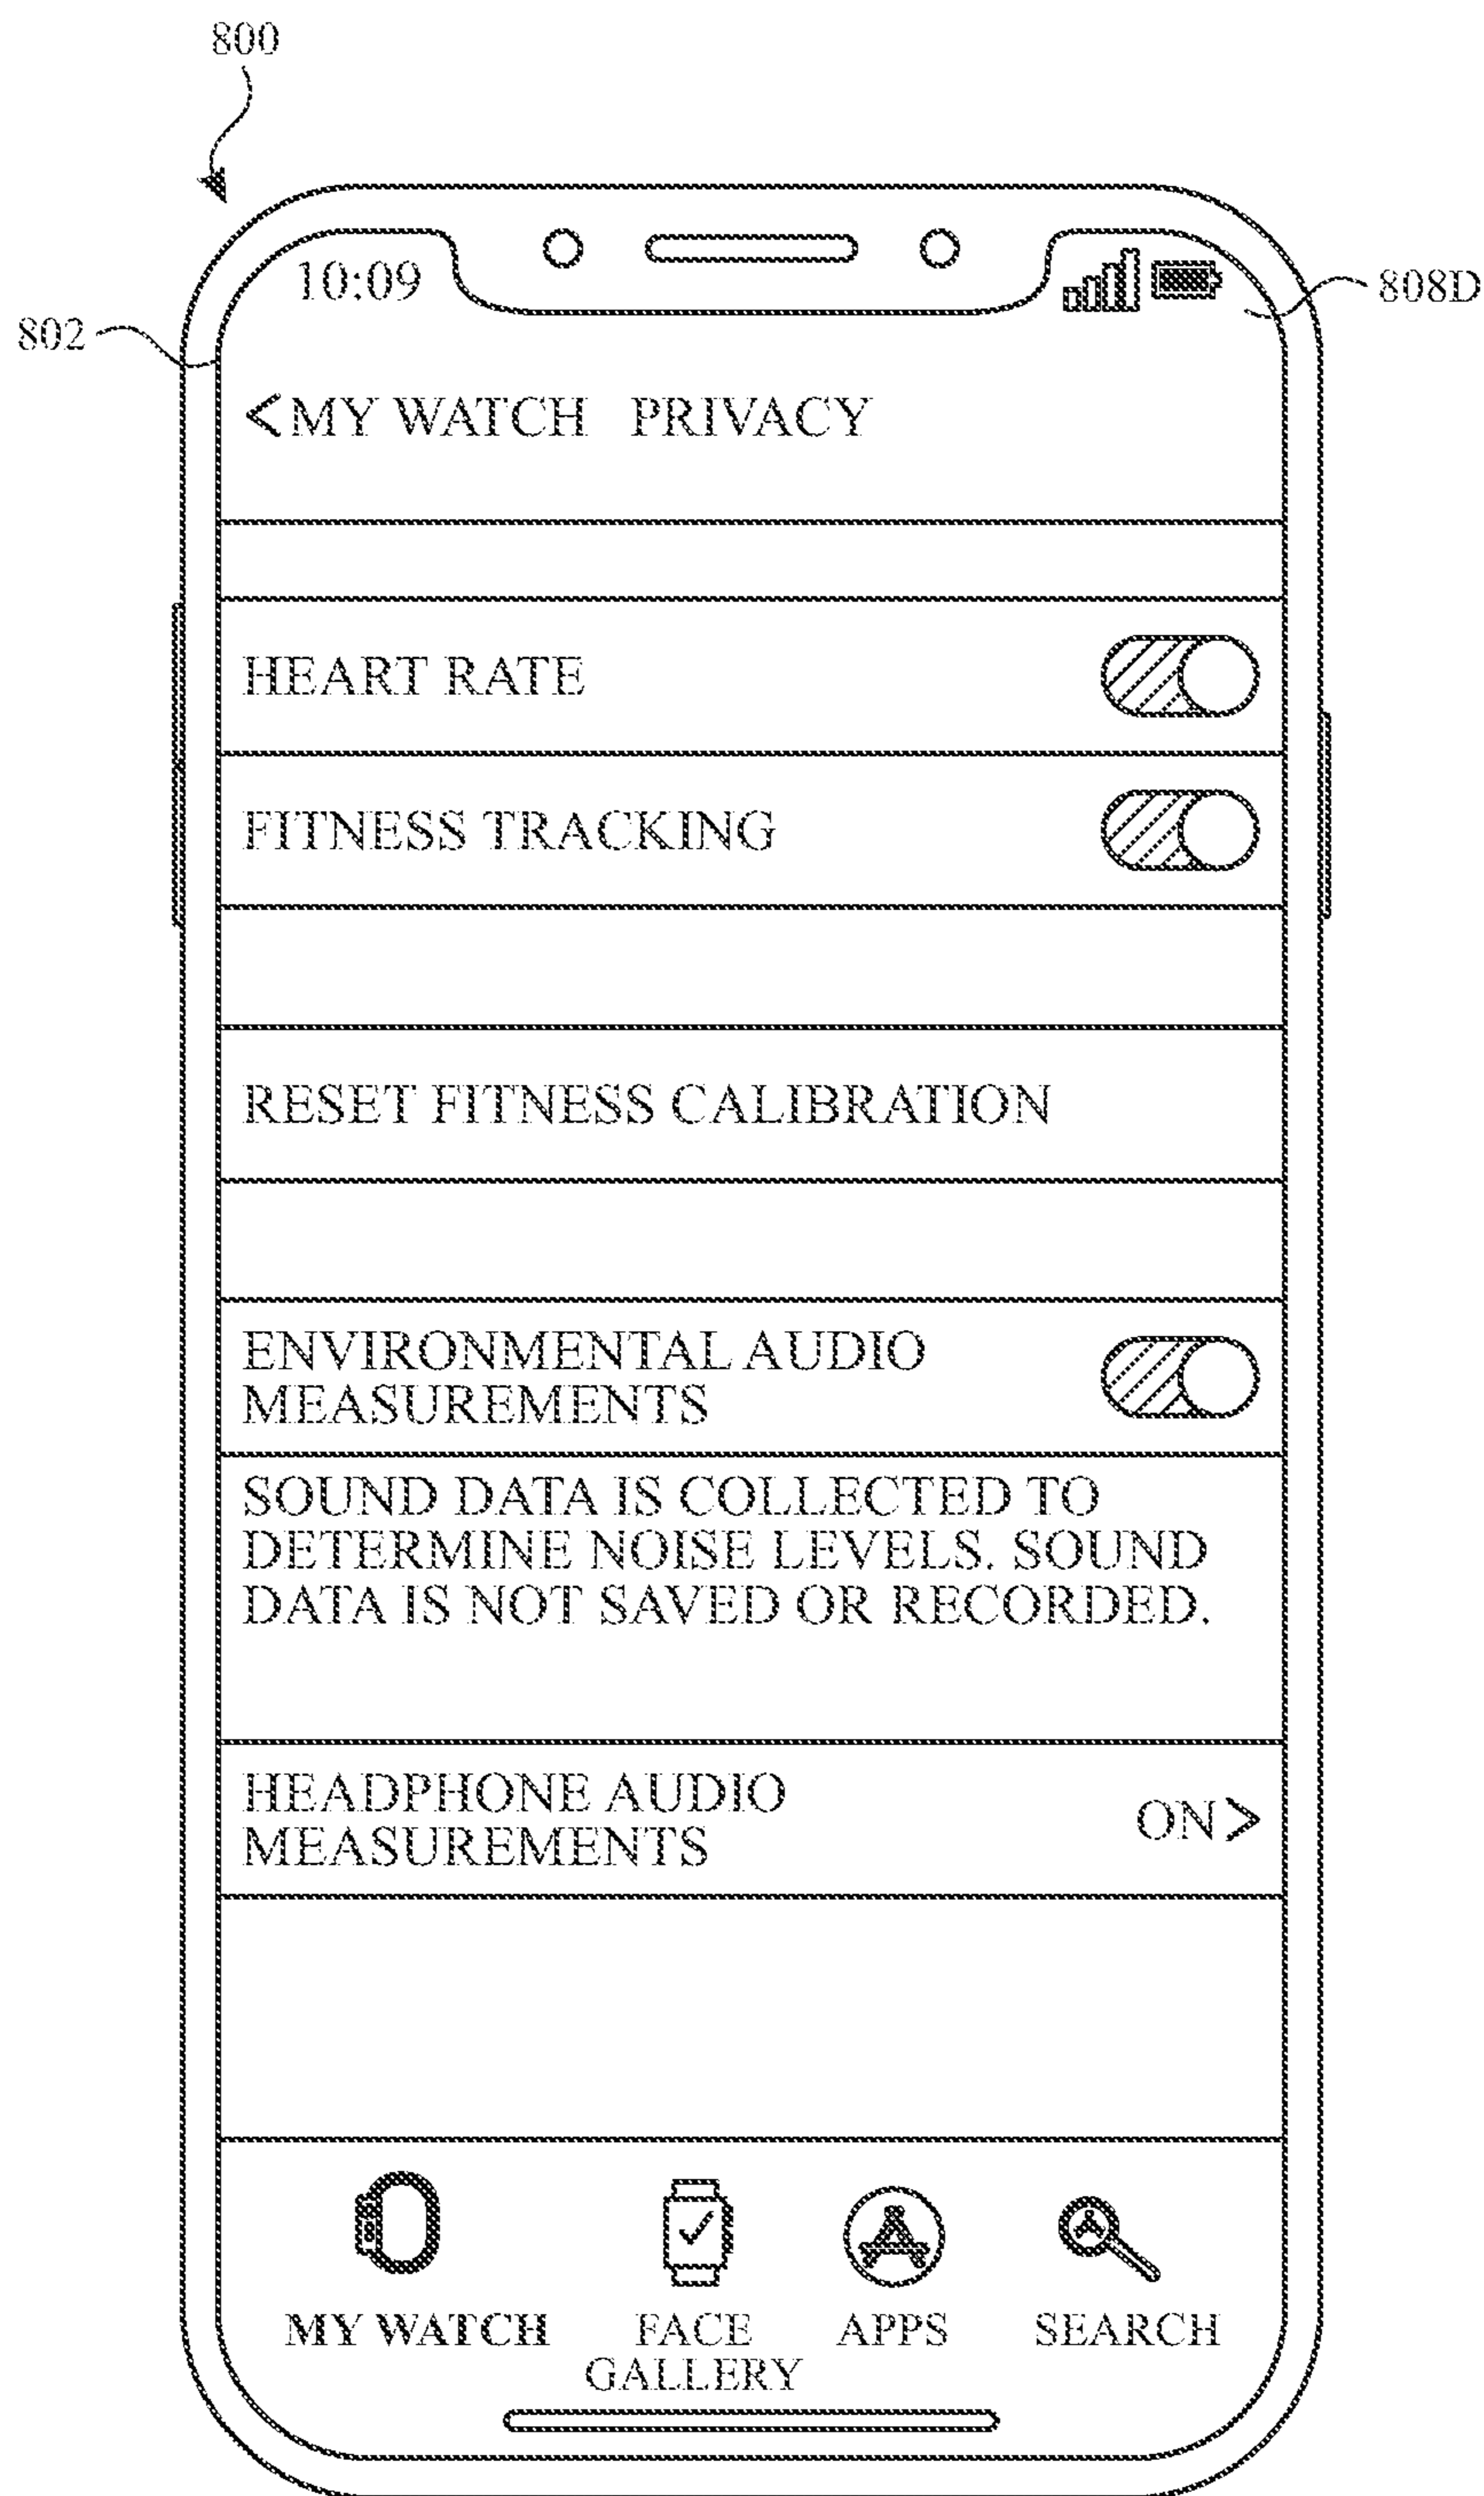 800
10:09
808D
802
<MY WATCH PRIVACY
HEART RATE
FITNESS TRACKING
RESET FITNESS CALIBRATION
ENVIRONMENTAL AUDIO
MEASUREMENTS
SOUND DATA IS COLLECTED TO
DETERMINE NOISE LEVELS. SOUND
DATA IS NOT SAVED OR RECORDED.
HEADPHONE AUDIO
MEASUREMENTS
ON>
MY WATCH
FACE
GALLERY
APPS
SEARCH